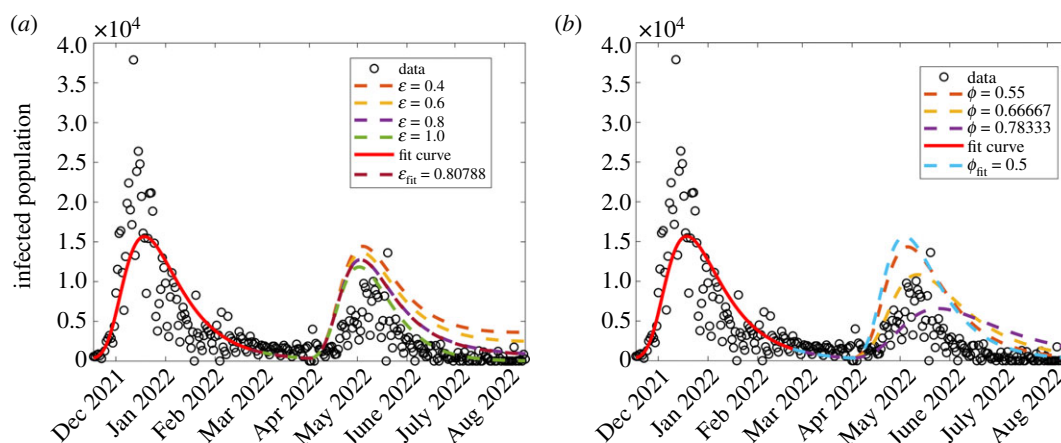 (a)
×10⁴
4.0
3.5
3.0
2.5
2.0
1.5
1.0
0.5
0
infected population
data
ε = 0.4
ε = 0.6
ε = 0.8
ε = 1.0
fit curve
ε_fit = 0.80788
Dec 2021
Jan 2022
Feb 2022
Mar 2022
Apr 2022
May 2022
June 2022
July 2022
Aug 2022
(b)
×10⁴
4.0
3.5
3.0
2.5
2.0
1.5
1.0
0.5
0
data
ϕ = 0.55
ϕ = 0.66667
ϕ = 0.78333
fit curve
ϕ_fit = 0.5
Dec 2021
Jan 2022
Feb 2022
Mar 2022
Apr 2022
May 2022
June 2022
July 2022
Aug 2022